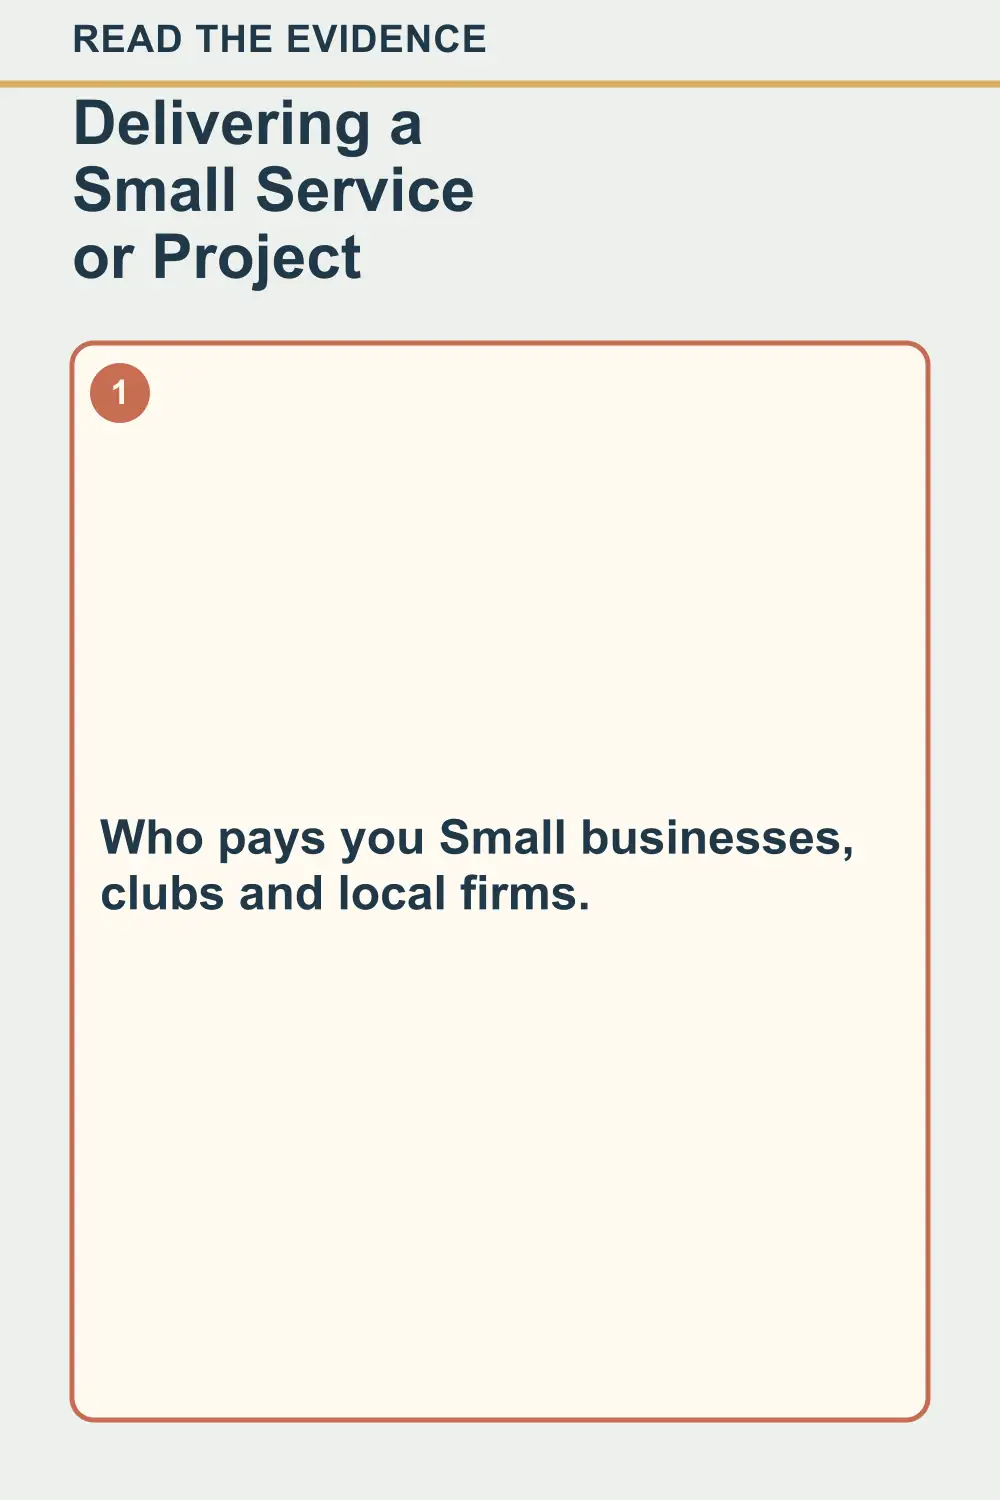 READ THE EVIDENCE
Delivering a
Small Service
or Project
1
Who pays you Small businesses,
clubs and local firms.